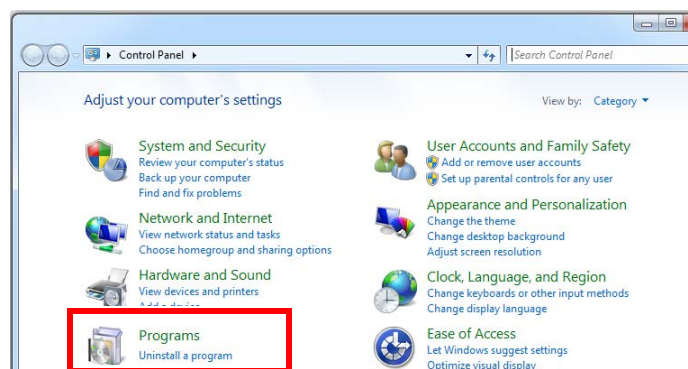 Control Panel
Search Control Panel
Adjust your computer's settings
View by: Category
System and Security
Review your computer's status
Back up your computer
Find and fix problems
Network and Internet
View network status and tasks
Choose homegroup and sharing options
Hardware and Sound
View devices and printers
Add a device
Programs
Uninstall a program
User Accounts and Family Safety
Add or remove user accounts
Set up parental controls for any user
Appearance and Personalization
Change the theme
Change desktop background
Adjust screen resolution
Clock, Language, and Region
Change keyboards or other input methods
Change display language
Ease of Access
Let Windows suggest settings
Optimize visual display